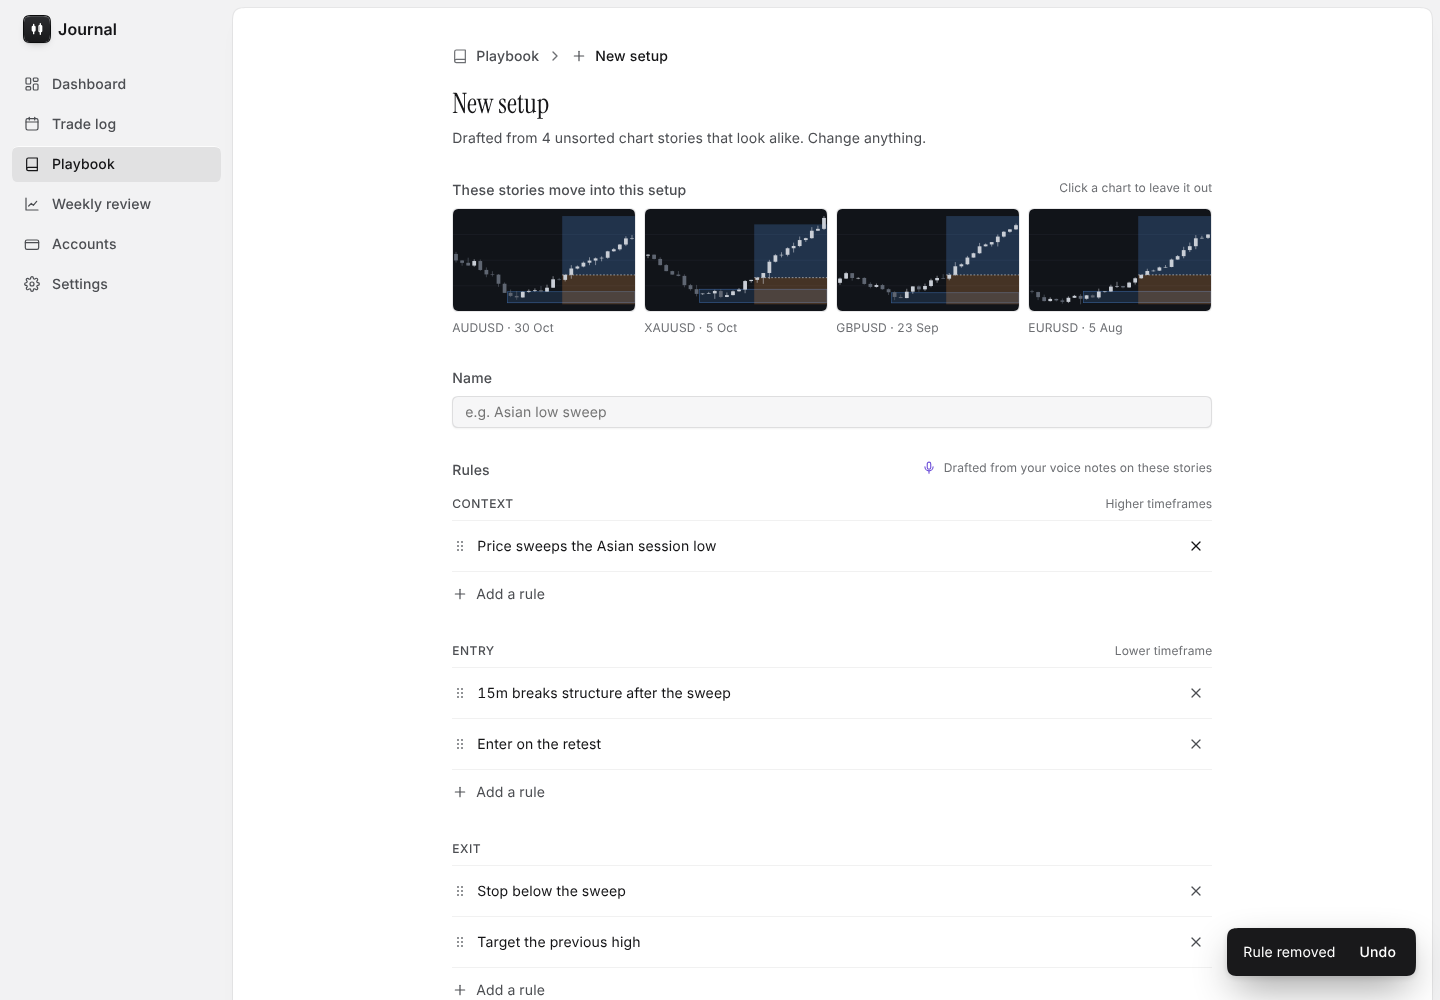 Journal
Dashboard
Trade log
Playbook
Weekly review
Accounts
Settings
Playbook
New setup
New setup
Drafted from 4 unsorted chart stories that look alike. Change anything.
These stories move into this setup
Click a chart to leave it out
AUDUSD · 30 Oct
XAUUSD · 5 Oct
GBPUSD · 23 Sep
EURUSD · 5 Aug
Name
e.g. Asian low sweep
Rules
Drafted from your voice notes on these stories
CONTEXT
Higher timeframes
Price sweeps the Asian session low
Add a rule
ENTRY
Lower timeframe
15m breaks structure after the sweep
Enter on the retest
Add a rule
EXIT
Stop below the sweep
Target the previous high
Add a rule
Rule removed
Undo